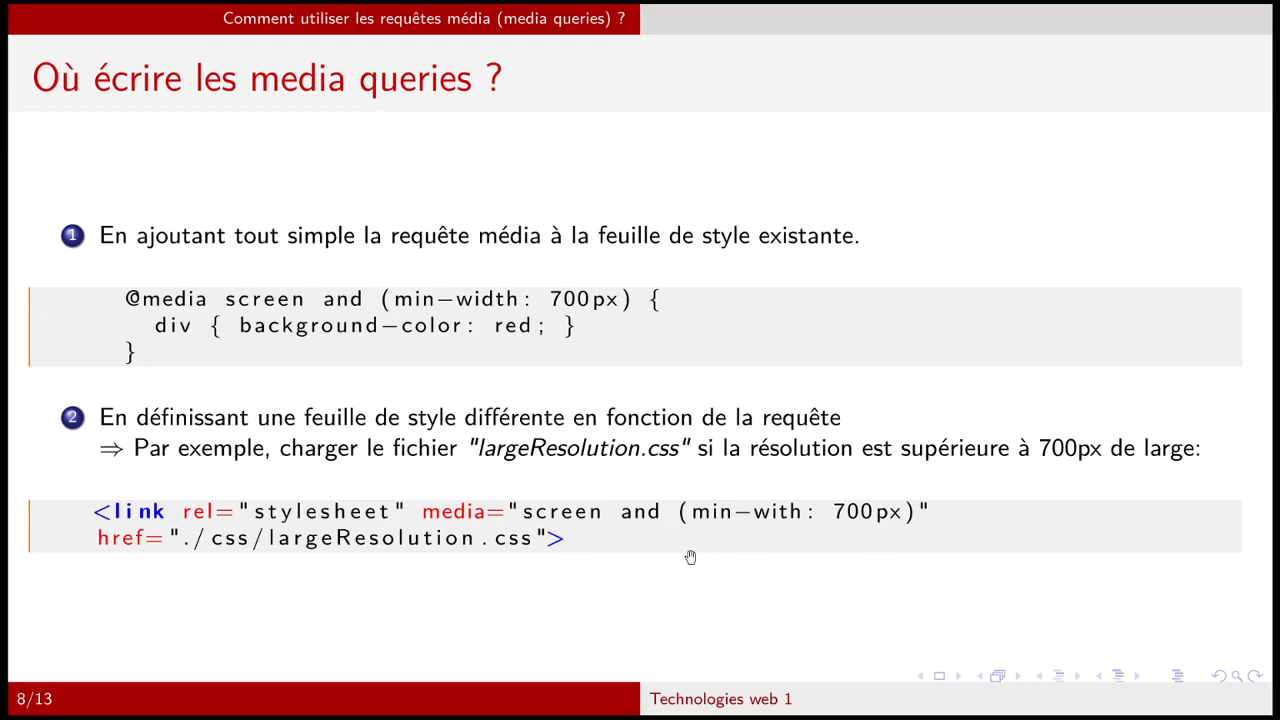 Comment utiliser les requêtes média (media queries) ?
Où écrire les media queries ?
1 En ajoutant tout simple la requête média à la feuille de style existante.
@media screen and (min−width: 700px) {
div { background−color: red; }
}
2 En définissant une feuille de style différente en fonction de la requête
⇒ Par exemple, charger le fichier "largeResolution.css" si la résolution est supérieure à 700px de large:
<link rel="stylesheet" media="screen and (min−with: 700px)"
href="./css/largeResolution.css">
8/13
Technologies web 1